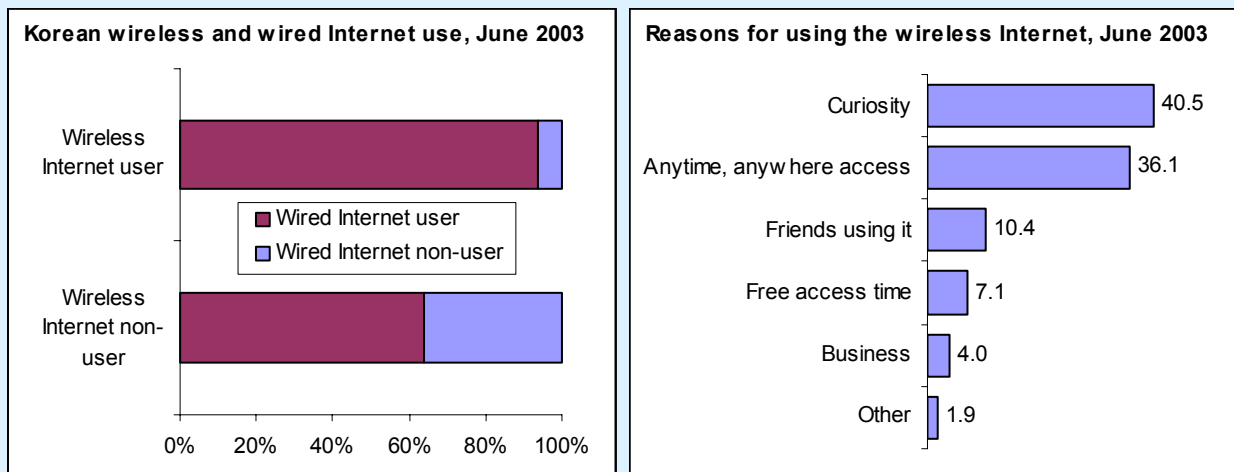 Korean wireless and wired Internet use, June 2003
Wireless
Internet user
Wired Internet user
Wired Internet non-user
Wireless
Internet non-
user
0% 20% 40% 60% 80% 100%
Reasons for using the wireless Internet, June 2003
Curiosity 40.5
Anytime, anywhere access 36.1
Friends using it 10.4
Free access time 7.1
Business 4.0
Other 1.9